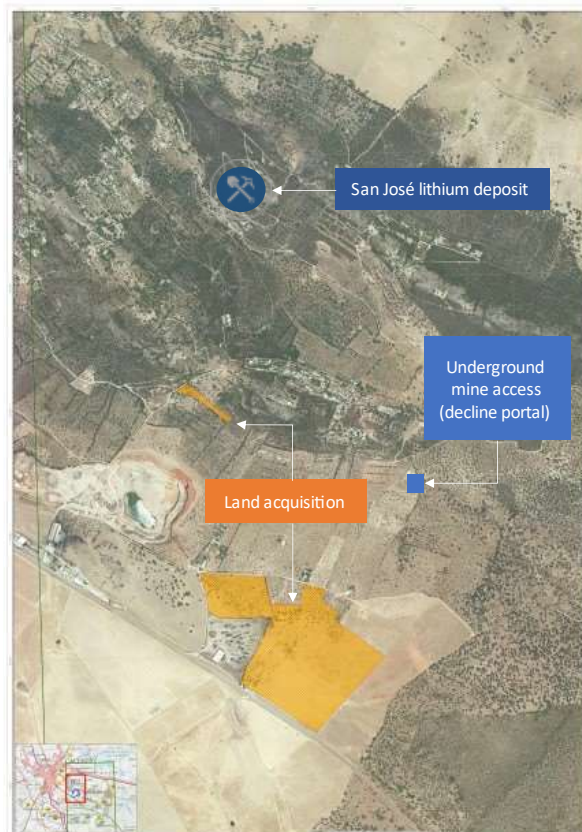 San José lithium deposit
Underground
mine access
(decline portal)
Land acquisition